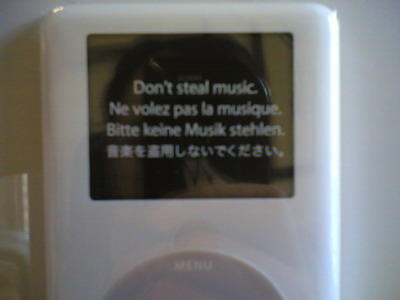 Don't steal music.
Ne volez pas la musique.
Bitte keine Musik stehlen.
音楽を盗用しないでください。
MENU